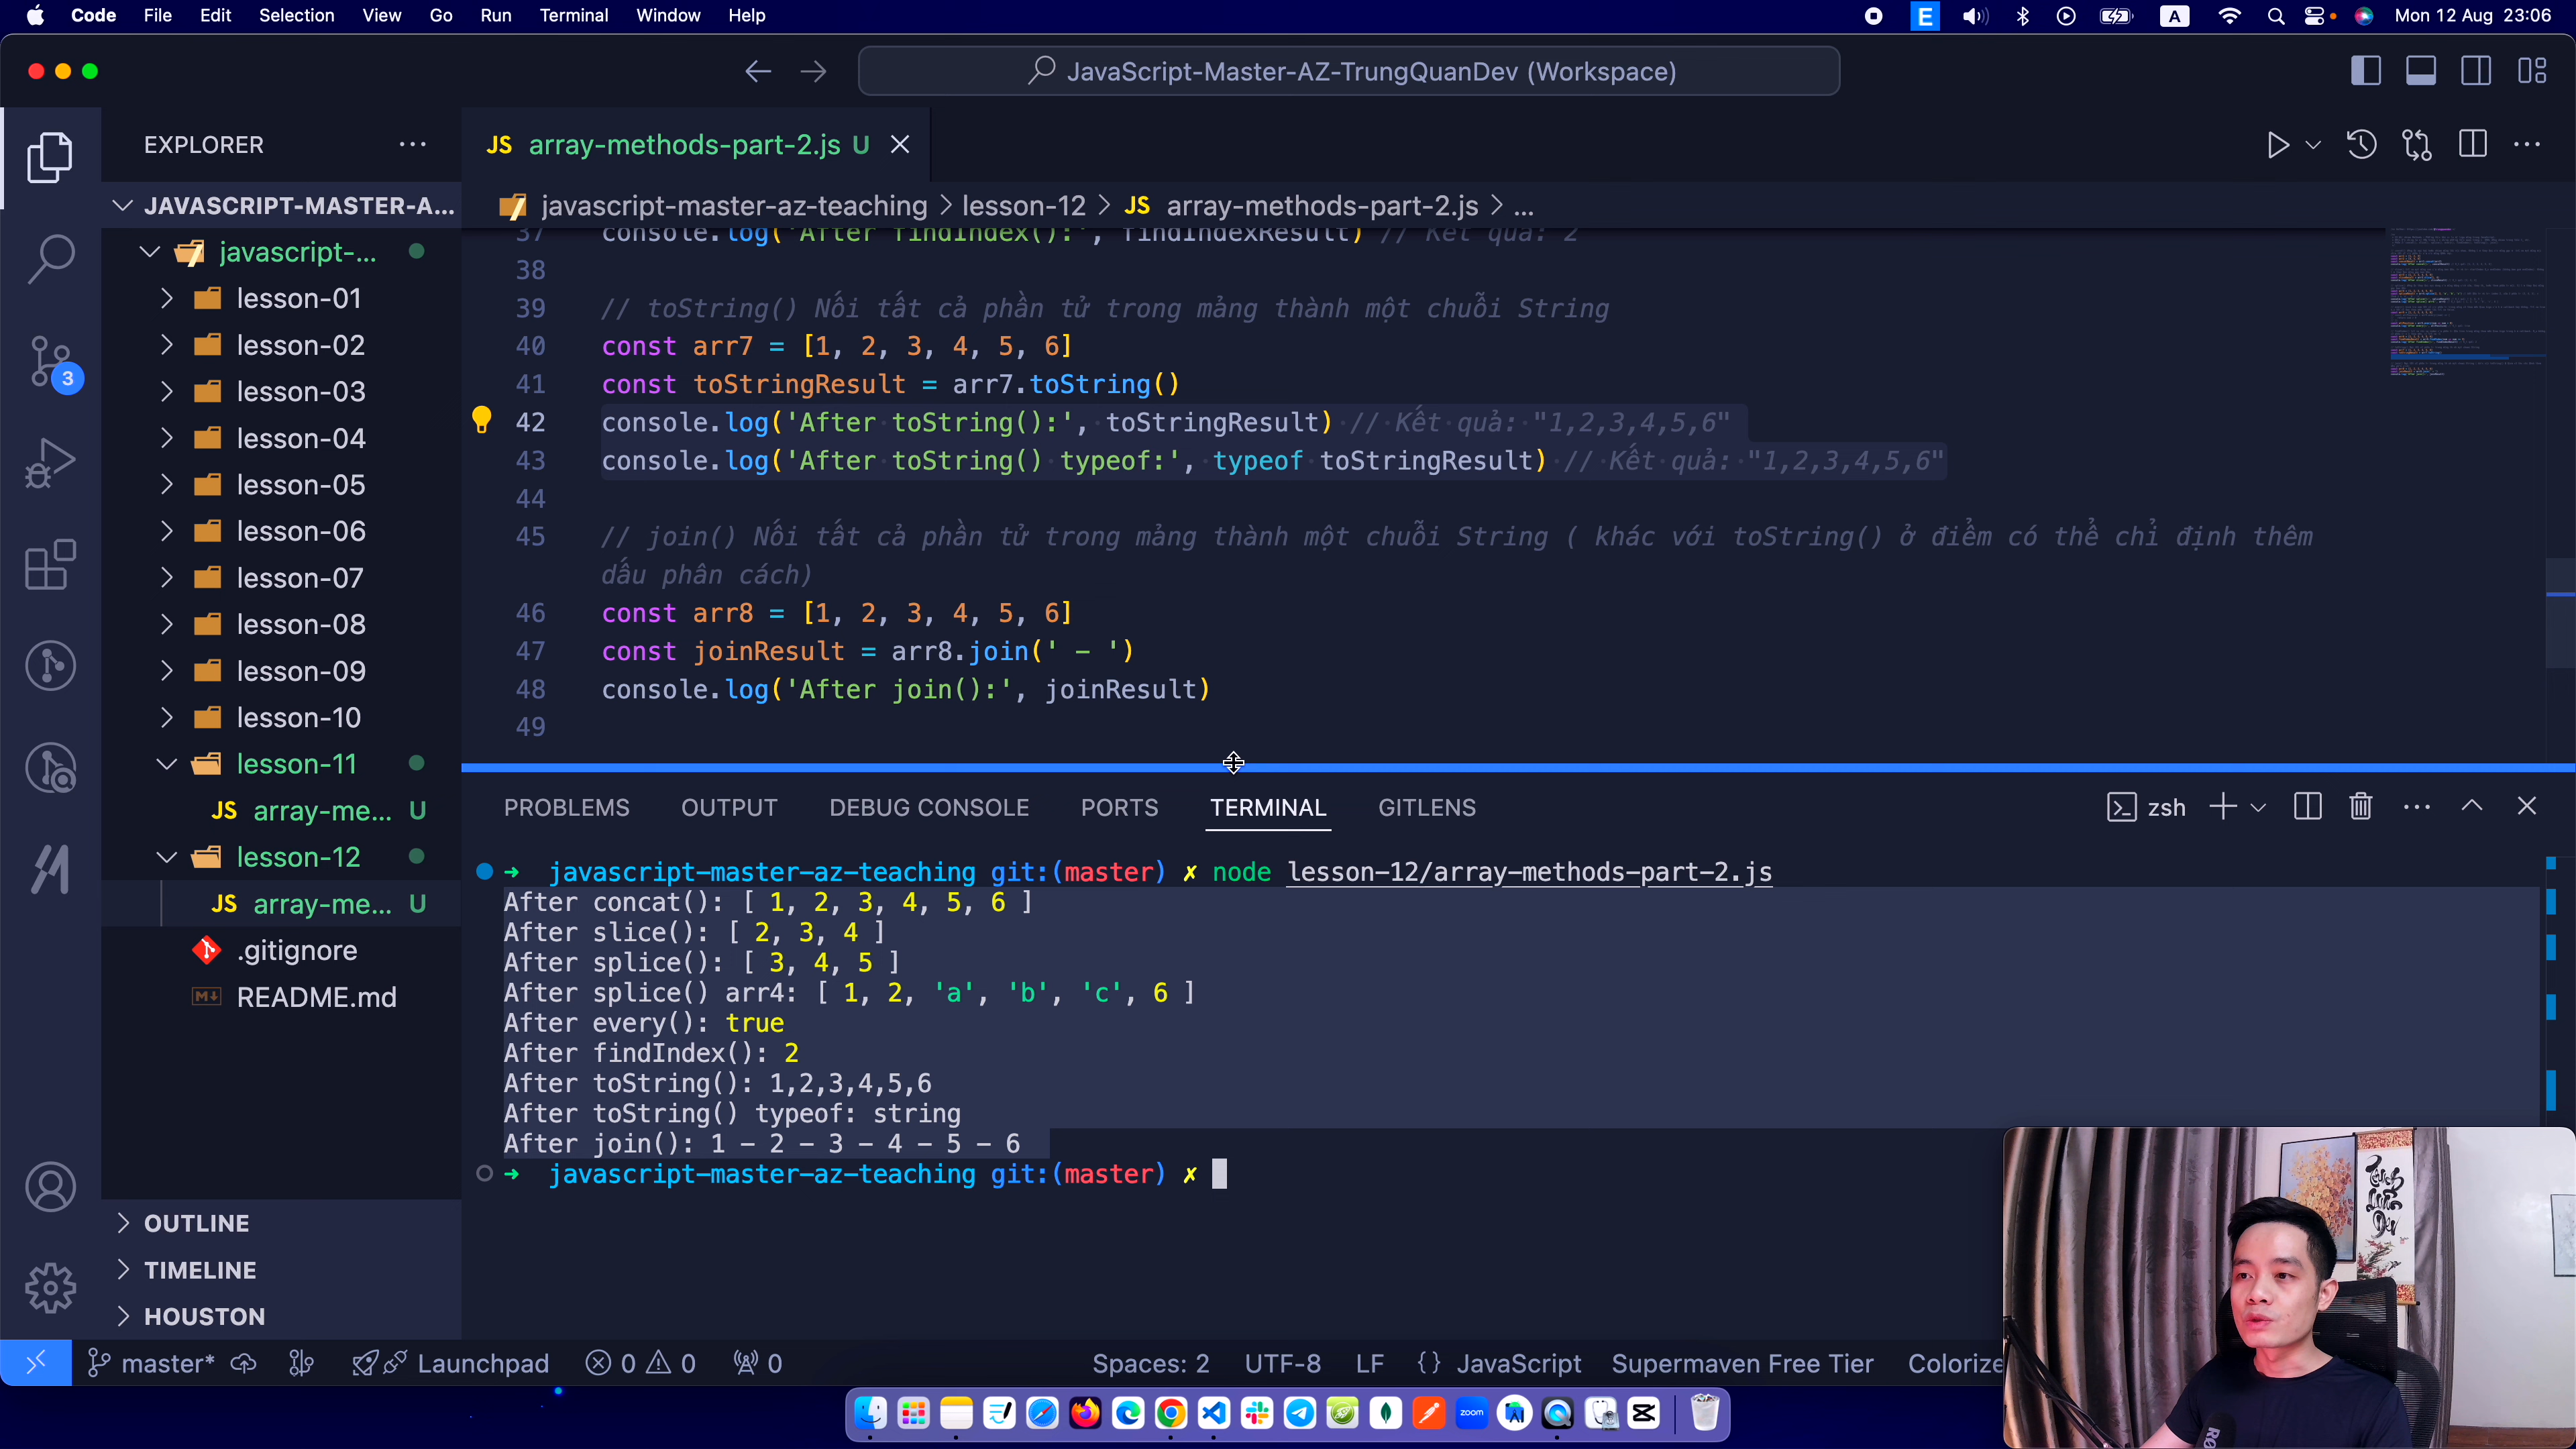 Code File Edit Selection View Go Run Terminal Window Help
E A Mon 12 Aug 23:06
JavaScript-Master-AZ-TrungQuanDev (Workspace)
EXPLORER
JS array-methods-part-2.js U
JAVASCRIPT-MASTER-A...
javascript-master-az-teaching > lesson-12 > JS array-methods-part-2.js > ...
javascript-...
lesson-01
lesson-02
lesson-03
lesson-04
lesson-05
lesson-06
lesson-07
lesson-08
lesson-09
lesson-10
lesson-11
JS array-me... U
lesson-12
JS array-me... U
.gitignore
README.md
OUTLINE
TIMELINE
HOUSTON
3
37 console.log('After findIndex():', findIndexResult) // Kết quả: 2
38
39 // toString() Nối tất cả phần tử trong mảng thành một chuỗi String
40 const arr7 = [1, 2, 3, 4, 5, 6]
41 const toStringResult = arr7.toString()
42 console.log('After toString():', toStringResult) // Kết quả: "1,2,3,4,5,6"
43 console.log('After toString() typeof:', typeof toStringResult) // Kết quả: "1,2,3,4,5,6"
44
45 // join() Nối tất cả phần tử trong mảng thành một chuỗi String ( khác với toString() ở điểm có thể chỉ định thêm
dấu phân cách)
46 const arr8 = [1, 2, 3, 4, 5, 6]
47 const joinResult = arr8.join(' - ')
48 console.log('After join():', joinResult)
49
PROBLEMS OUTPUT DEBUG CONSOLE PORTS TERMINAL GITLENS
zsh
➜ javascript-master-az-teaching git:(master) ✗ node lesson-12/array-methods-part-2.js
After concat(): [ 1, 2, 3, 4, 5, 6 ]
After slice(): [ 2, 3, 4 ]
After splice(): [ 3, 4, 5 ]
After splice() arr4: [ 1, 2, 'a', 'b', 'c', 6 ]
After every(): true
After findIndex(): 2
After toString(): 1,2,3,4,5,6
After toString() typeof: string
After join(): 1 - 2 - 3 - 4 - 5 - 6
➜ javascript-master-az-teaching git:(master) ✗
master* Launchpad 0 0 0 Spaces: 2 UTF-8 LF {} JavaScript Supermaven Free Tier Colorize
zoom